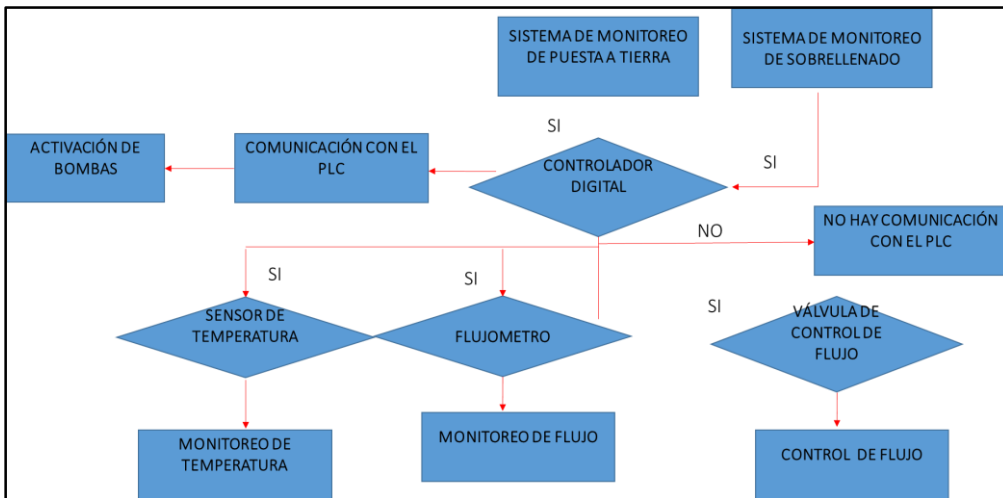 SISTEMA DE MONITOREO
DE PUESTA A TIERRA
SISTEMA DE MONITOREO
DE SOBRELLENADO
ACTIVACIÓN DE
BOMBAS
COMUNICACIÓN CON EL
PLC
SI
CONTROLADOR
DIGITAL
SI
NO HAY COMUNICACIÓN
CON EL PLC
NO
SI
SENSOR DE
TEMPERATURA
SI
FLUJOMETRO
SI
VÁLVULA DE
CONTROL DE
FLUJO
MONITOREO DE
TEMPERATURA
MONITOREO DE FLUJO
CONTROL DE FLUJO